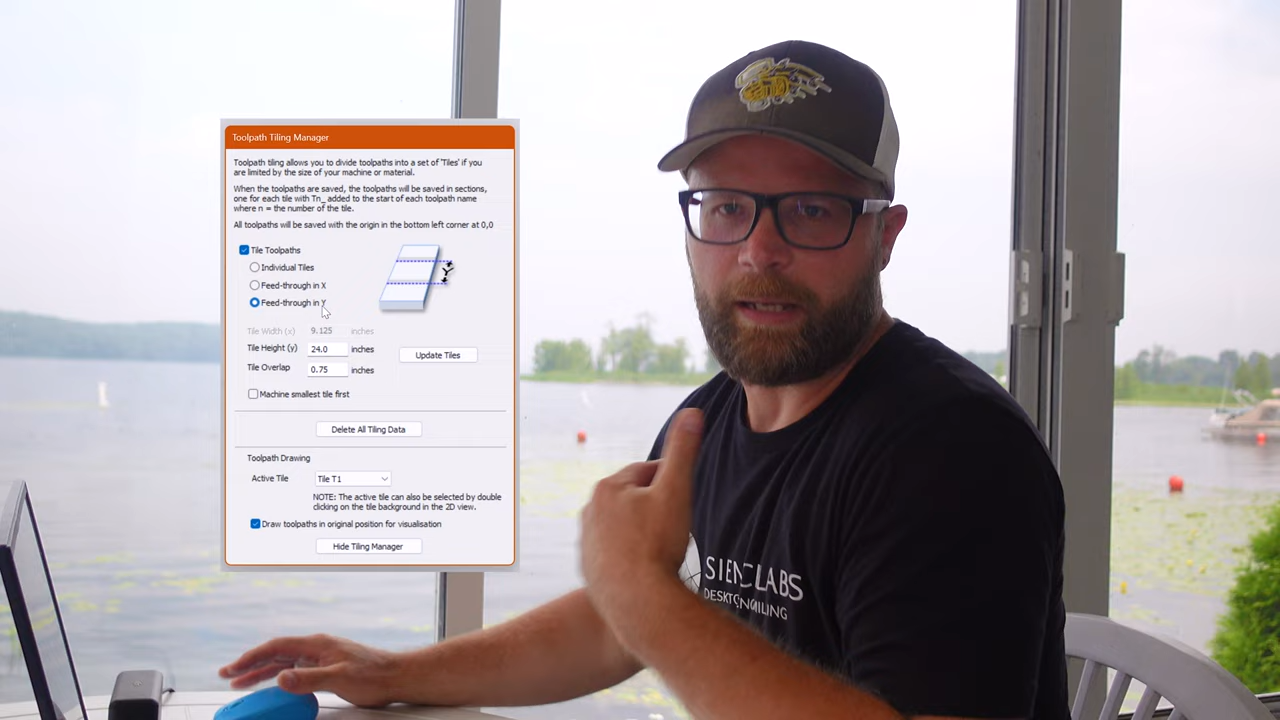 Toolpath Tiling Manager
Toolpath tiling allows you to divide toolpaths into a set of 'Tiles' if you
are limited by the size of your machine or material.
When the toolpaths are saved, the toolpaths will be saved in sections,
one for each tile with Tn_ added to the start of each toolpath name
where n = the number of the tile.
All toolpaths will be saved with the origin in the bottom left corner at 0,0
Tile Toolpaths
Individual Tiles
Feed-through in X
Feed-through in Y
Y
Tile Width (x) 9.125 inches
Tile Height (y) 24.0 inches
Update Tiles
Tile Overlap 0.75 inches
Machine smallest tile first
Delete All Tiling Data
Toolpath Drawing
Active Tile Tile T1
NOTE: The active tile can also be selected by double
clicking on the tile background in the 2D view.
Draw toolpaths in original position for visualisation
Hide Tiling Manager
LABS